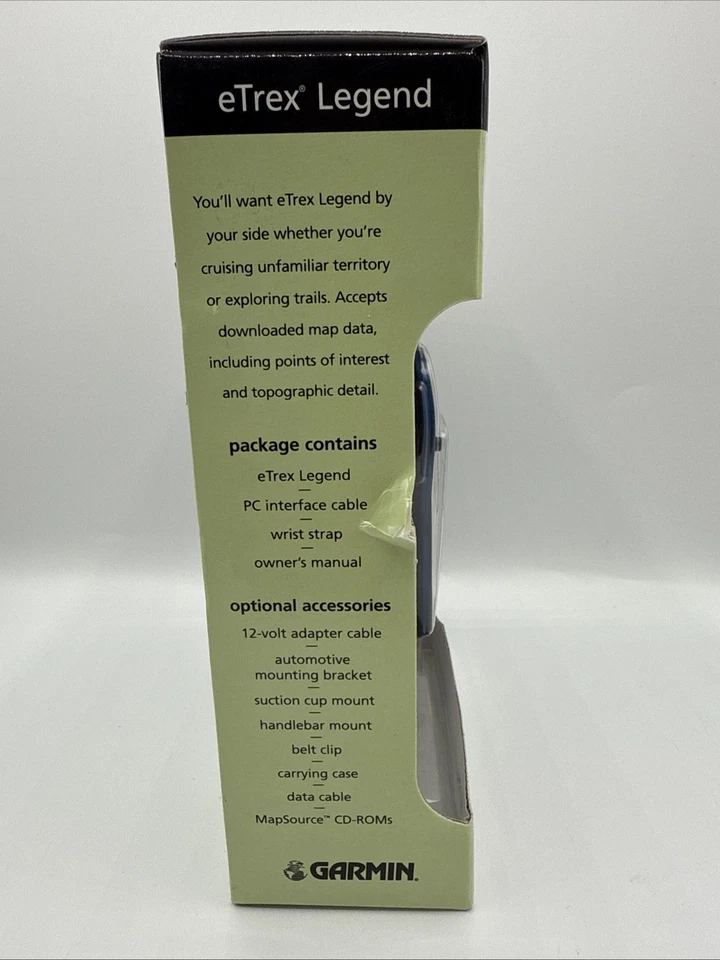 eTrex® Legend
You'll want eTrex Legend by
your side whether you're
cruising unfamiliar territory
or exploring trails. Accepts
downloaded map data,
including points of interest
and topographic detail.
package contains
eTrex Legend
PC interface cable
wrist strap
owner's manual
optional accessories
12-volt adapter cable
automotive
mounting bracket
suction cup mount
handlebar mount
belt clip
carrying case
data cable
MapSource™ CD-ROMs
GARMIN®